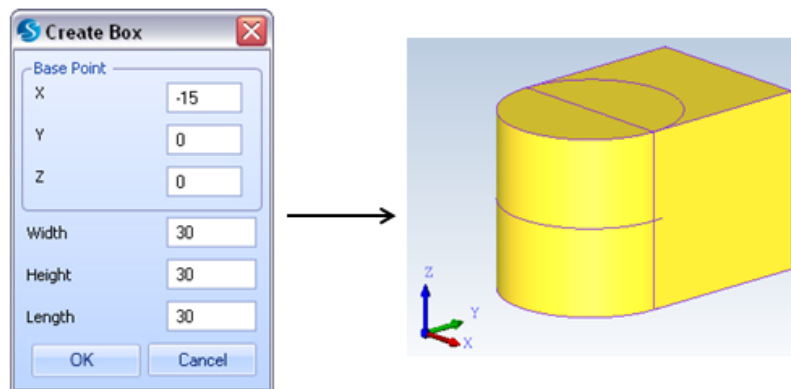 Create Box
Base Point
X -15
Y 0
Z 0
Width 30
Height 30
Length 30
OK Cancel
Z
Y
X